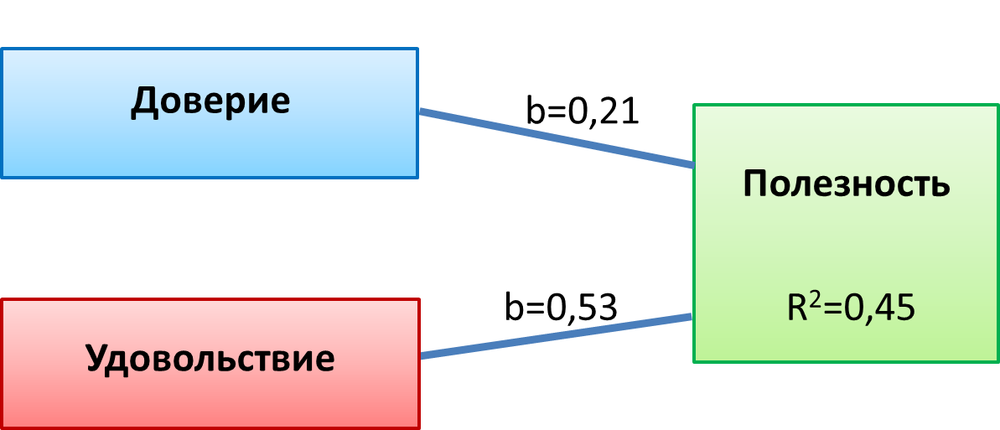 Доверие
b=0,21
Полезность
b=0,53
R²=0,45
Удовольствие